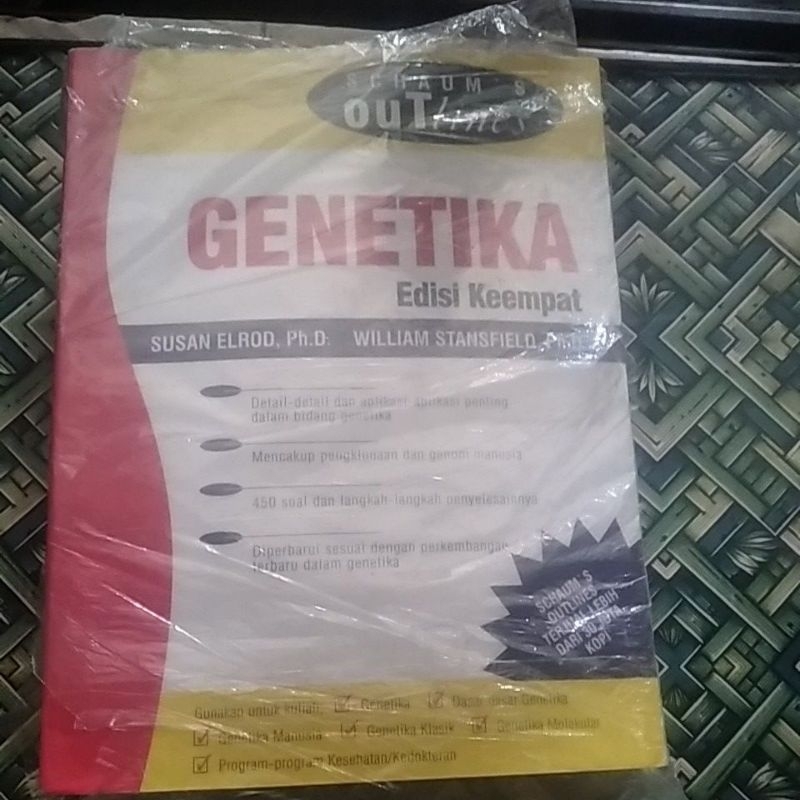 SCHAUM'S
OUTlines
GENETIKA
Edisi Keempat
SUSAN ELROD, Ph.D. WILLIAM STANSFIELD, Ph.D.
Detail-detail dan aplikasi-aplikasi penting
dalam bidang genetika
Mencakup pengklonaan dan genom manusia
450 soal dan langkah-langkah penyelesainnya
Diperbarui sesuai dengan perkembangan
terbaru dalam genetika
SCHAUM'S
OUTLINES
TERJUAL LEBIH
DARI 30 JUTA
KOPI
Gunakan untuk kuliah: Genetika Dasar dasar Genetika
Genetika Manusia Genetika Klasik Genetika Molekular
Program-program Kesehatan/Kedokteran